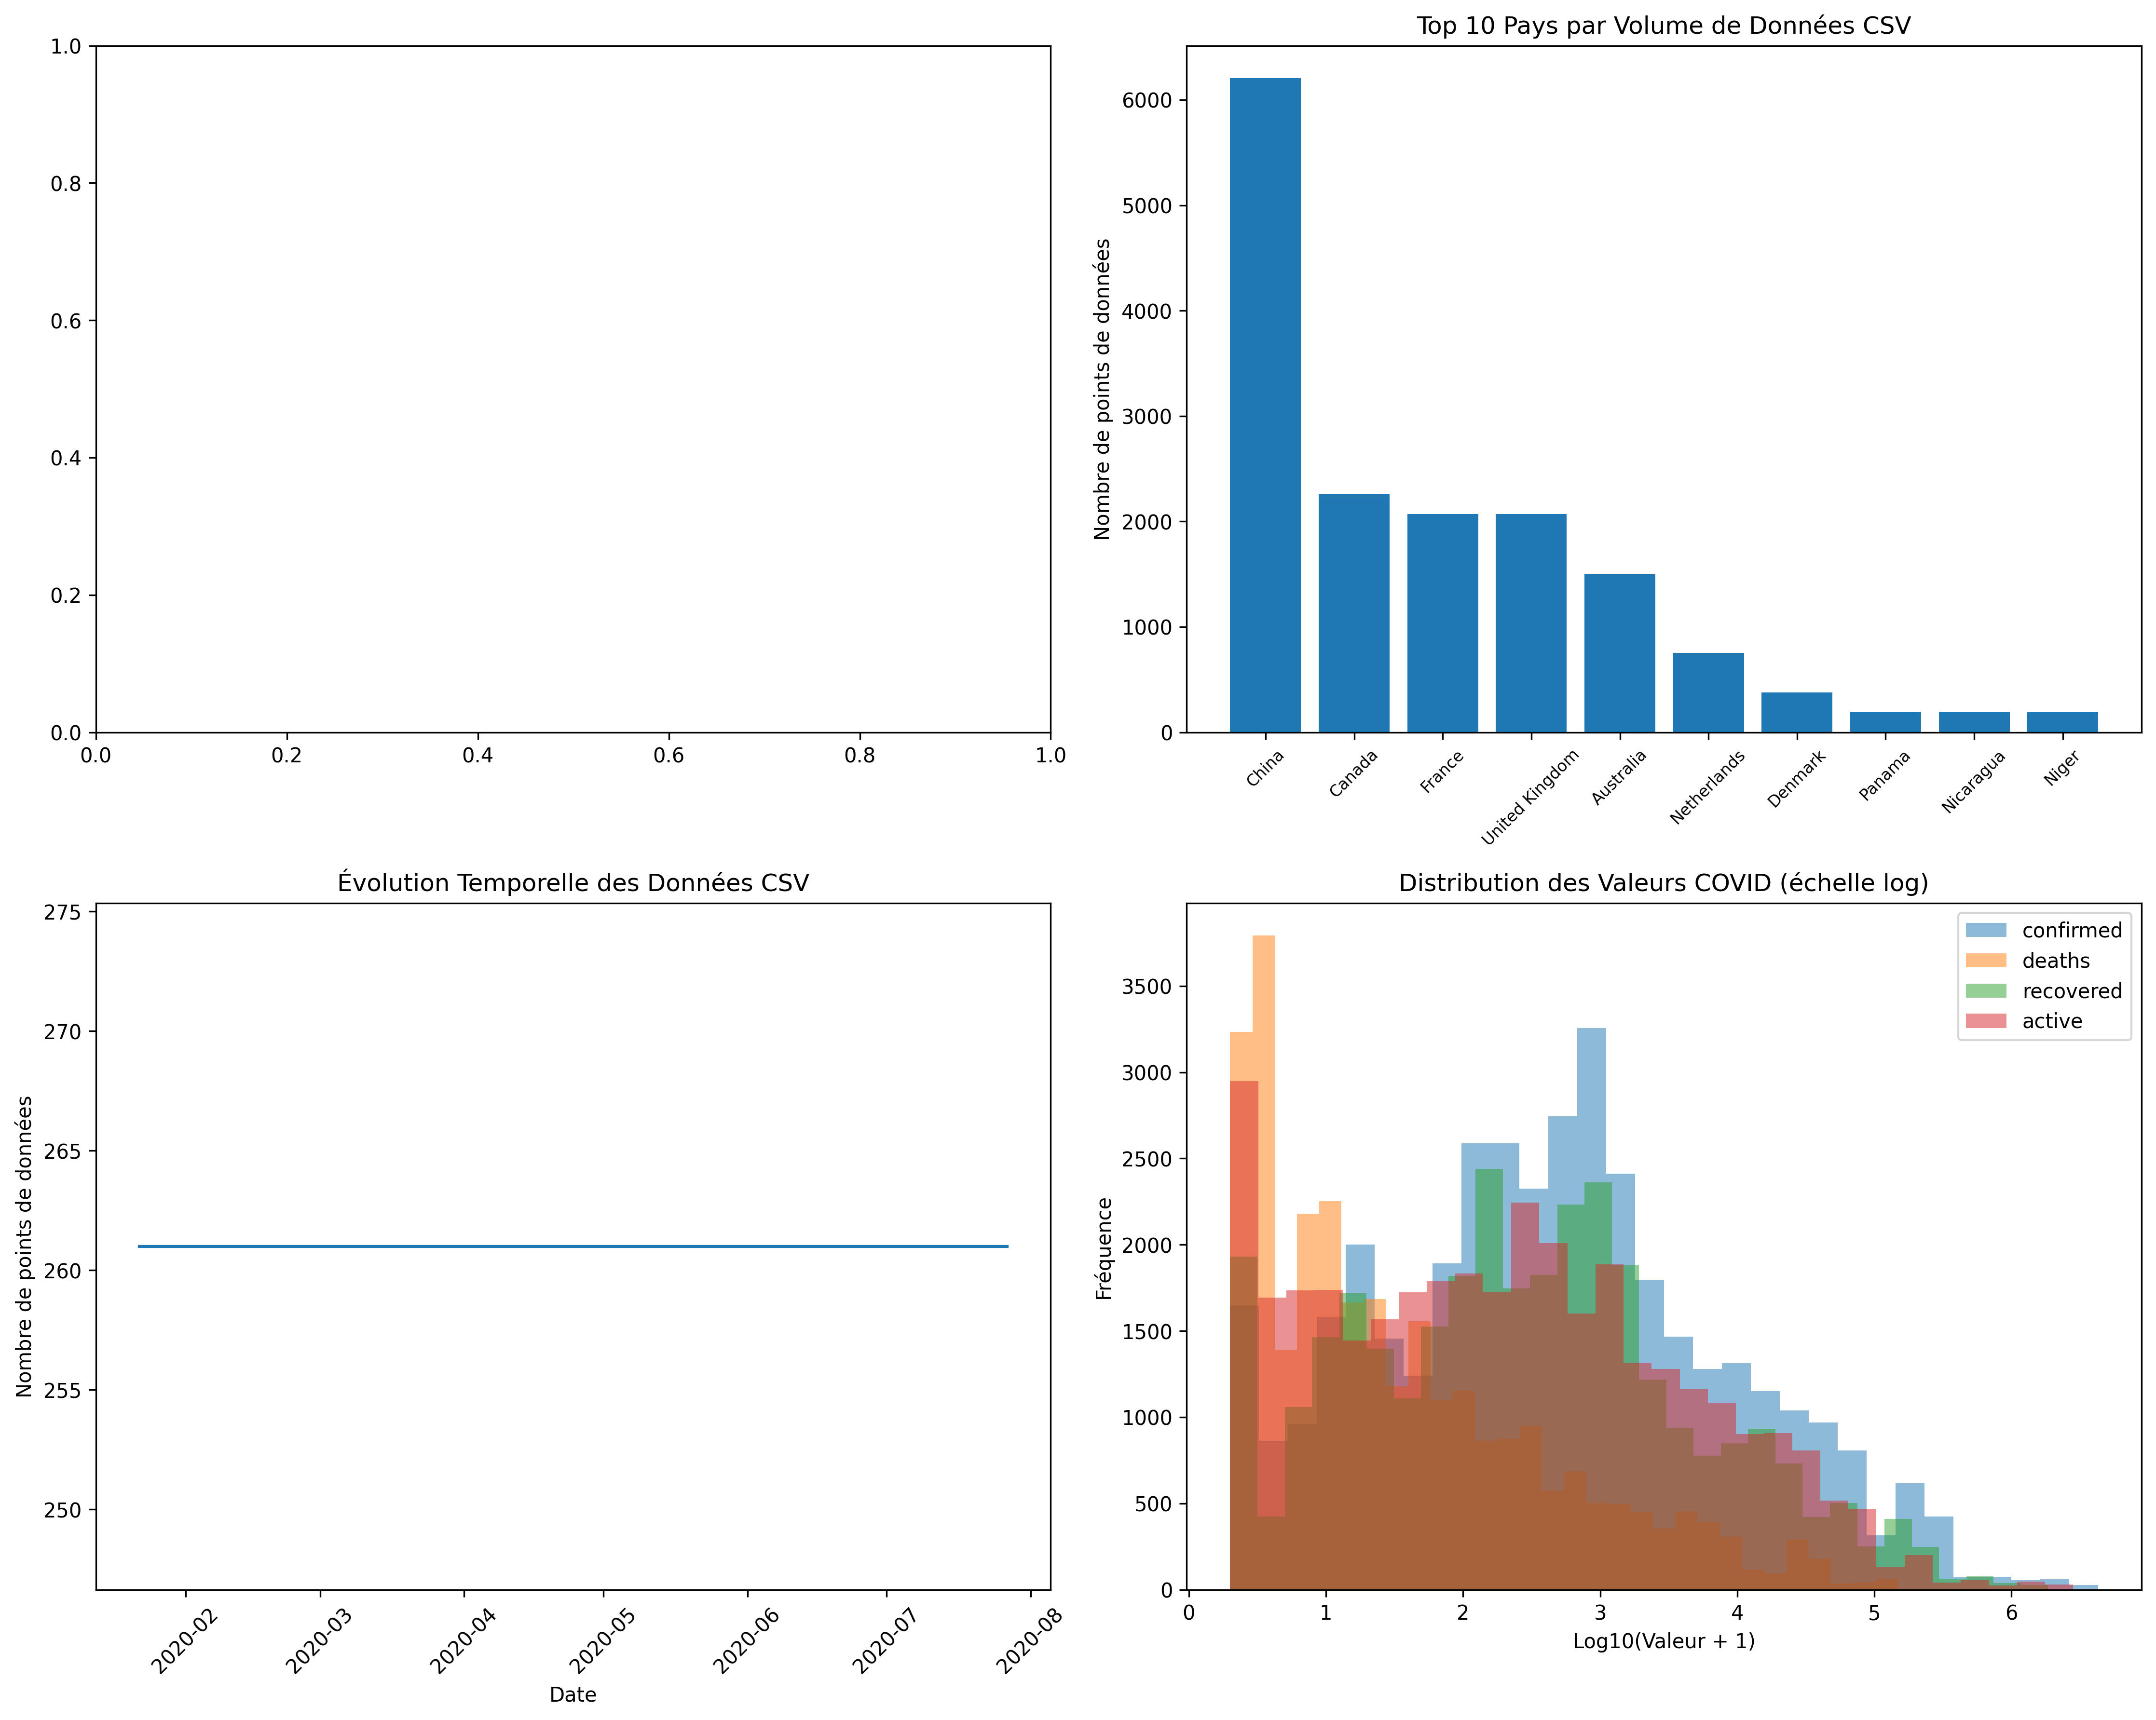 1.0
0.8
0.6
0.4
0.2
0.0
0.0 0.2 0.4 0.6 0.8 1.0
Top 10 Pays par Volume de Données CSV
Nombre de points de données
6000
5000
4000
3000
2000
1000
0
China Canada France United Kingdom Australia Netherlands Denmark Panama Nicaragua Niger
Évolution Temporelle des Données CSV
Nombre de points de données
275
270
265
260
255
250
2020-02 2020-03 2020-04 2020-05 2020-06 2020-07 2020-08
Date
Distribution des Valeurs COVID (échelle log)
confirmed
deaths
recovered
active
Fréquence
3500
3000
2500
2000
1500
1000
500
0
0 1 2 3 4 5 6
Log10(Valeur + 1)